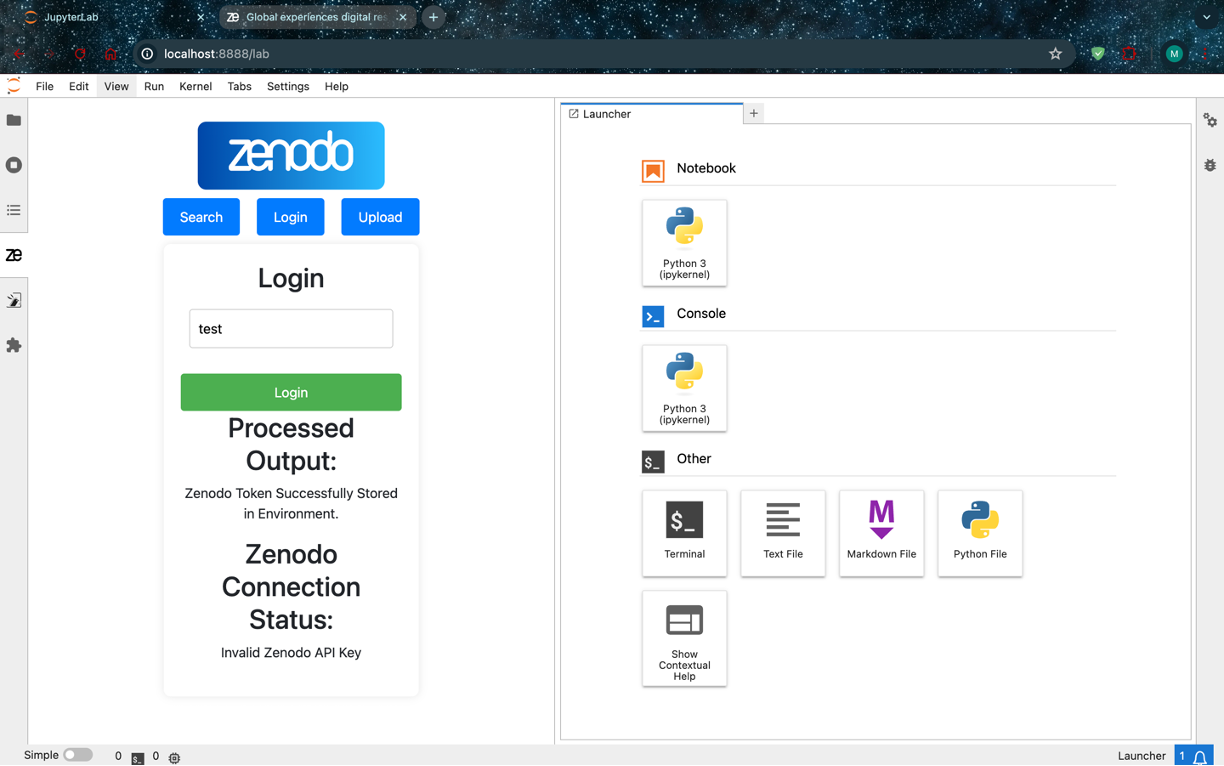 JupyterLab
ze Global experiences digital res
localhost:8888/lab
M
File Edit View Run Kernel Tabs Settings Help
ze
zenodo
Search Login Upload
Login
test
Login
Processed
Output:
Zenodo Token Successfully Stored
in Environment.
Zenodo
Connection
Status:
Invalid Zenodo API Key
Launcher
Notebook
Python 3
(ipykernel)
Console
Python 3
(ipykernel)
$_ Other
$_
Terminal
Text File
M
Markdown File
Python File
Show
Contextual
Help
Simple 0 $_ 0
Launcher 1